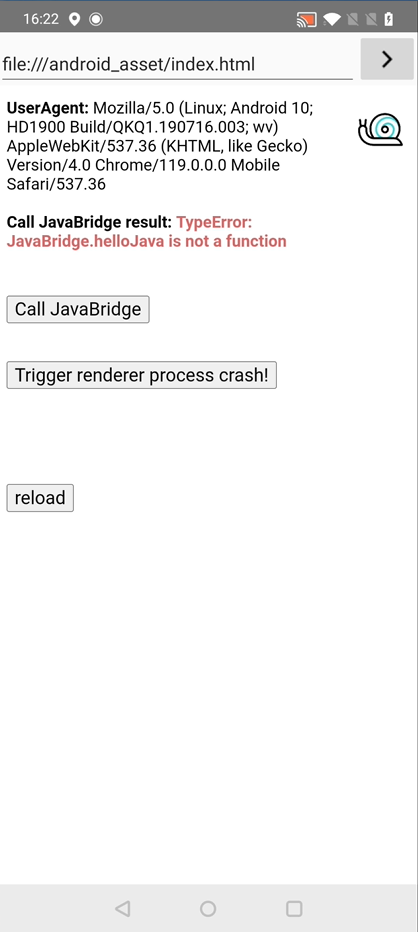 16:22
file:///android_asset/index.html
UserAgent: Mozilla/5.0 (Linux; Android 10;
HD1900 Build/QKQ1.190716.003; wv)
AppleWebKit/537.36 (KHTML, like Gecko)
Version/4.0 Chrome/119.0.0.0 Mobile
Safari/537.36
Call JavaBridge result: TypeError:
JavaBridge.helloJava is not a function
Call JavaBridge
Trigger renderer process crash!
reload